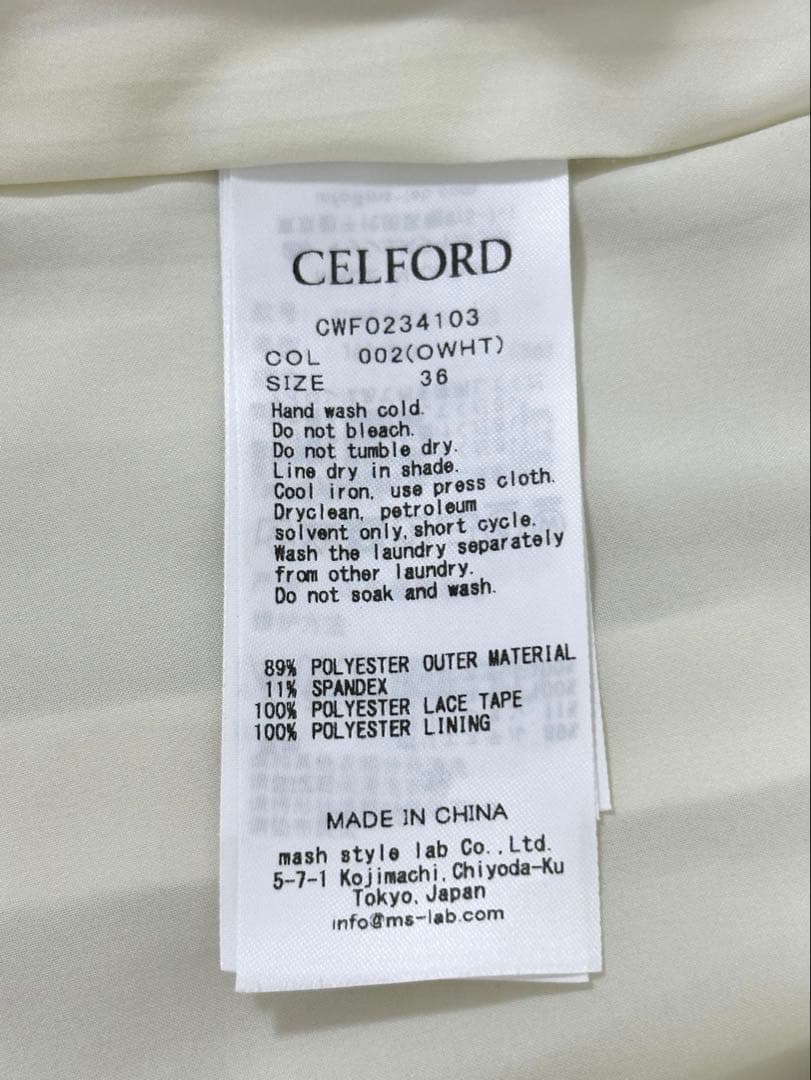 CELFORD
CWFO234103
COL 002(OWHT)
SIZE 36
Hand wash cold.
Do not bleach.
Do not tumble dry.
Line dry in shade.
Cool iron, use press cloth.
Dryclean, petroleum
solvent only, short cycle.
Wash the laundry separately
from other laundry.
Do not soak and wash.
89% POLYESTER OUTER MATERIAL
11% SPANDEX
100% POLYESTER LACE TAPE
100% POLYESTER LINING
MADE IN CHINA
mash style lab Co.,Ltd.
5-7-1 Kojimachi, Chiyoda-Ku
Tokyo, Japan
info@ms-lab.com